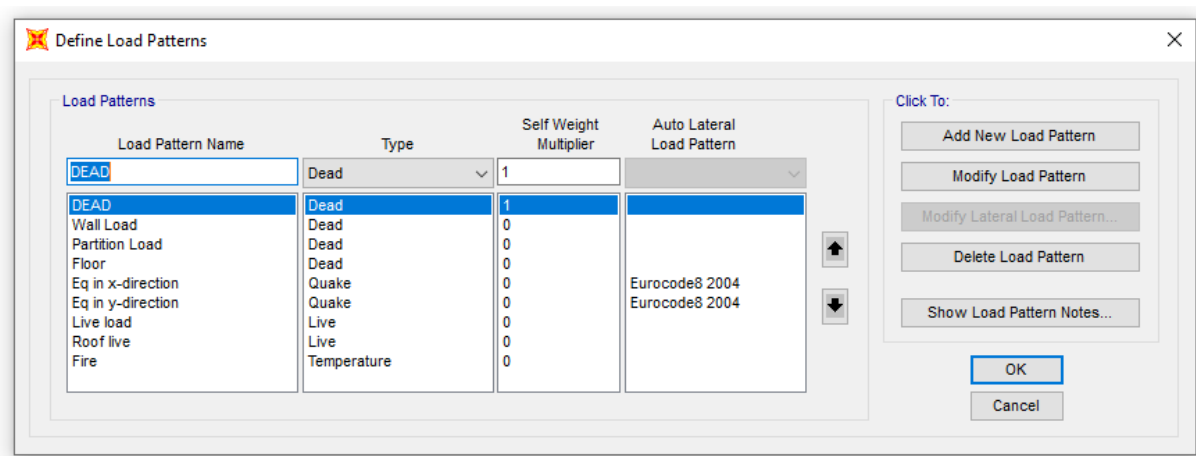 Define Load Patterns
Load Patterns
Click To:
Load Pattern Name Type Self Weight Multiplier Auto Lateral Load Pattern
DEAD Dead 1
DEAD Dead 1
Wall Load Dead 0
Partition Load Dead 0
Floor Dead 0
Eq in x-direction Quake 0 Eurocode8 2004
Eq in y-direction Quake 0 Eurocode8 2004
Live load Live 0
Roof live Live 0
Fire Temperature 0
Add New Load Pattern
Modify Load Pattern
Modify Lateral Load Pattern...
Delete Load Pattern
Show Load Pattern Notes...
OK
Cancel